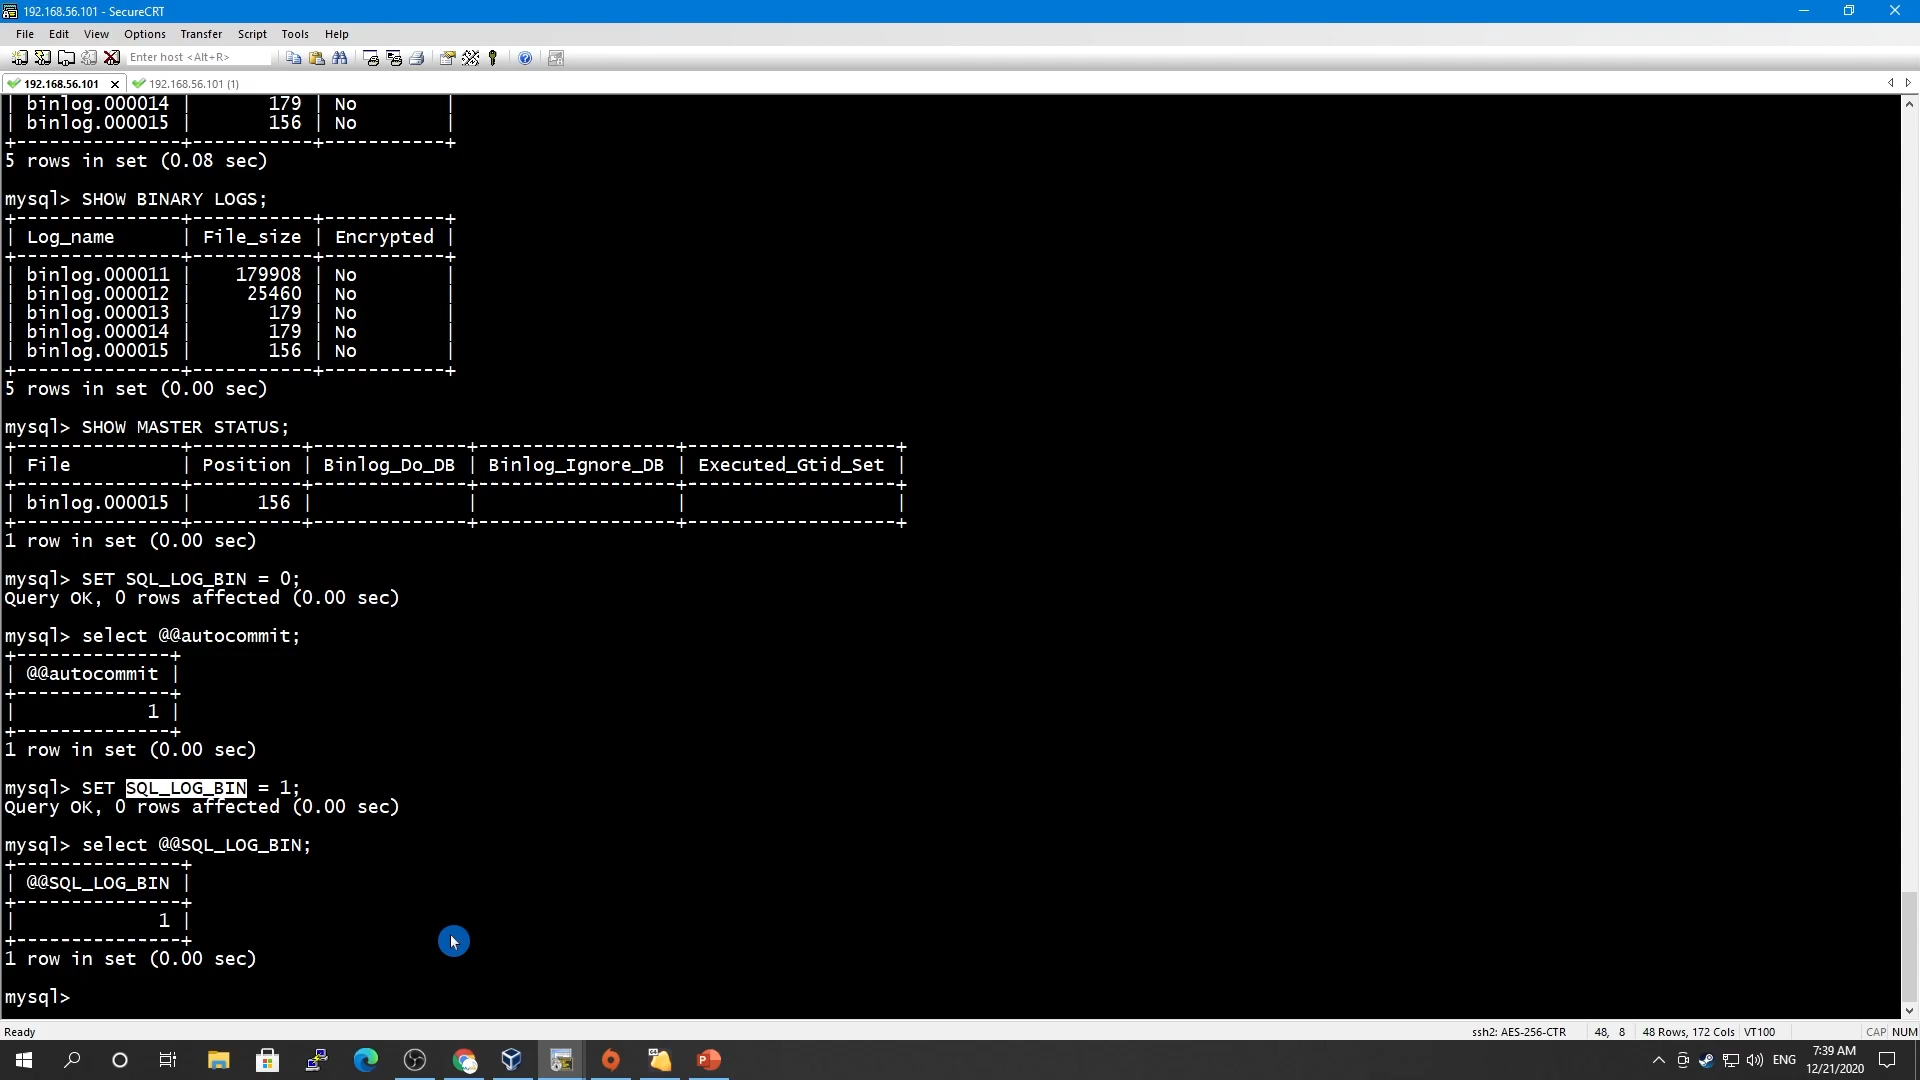 192.168.56.101 - SecureCRT
File Edit View Options Transfer Script Tools Help
Enter host <Alt+R>
192.168.56.101 192.168.56.101 (1)
| binlog.000014 |       179 | No        |
| binlog.000015 |       156 | No        |
+---------------+-----------+-----------+
5 rows in set (0.08 sec)
mysql> SHOW BINARY LOGS;
+---------------+-----------+-----------+
| Log_name      | File_size | Encrypted |
+---------------+-----------+-----------+
| binlog.000011 |    179908 | No        |
| binlog.000012 |     25460 | No        |
| binlog.000013 |       179 | No        |
| binlog.000014 |       179 | No        |
| binlog.000015 |       156 | No        |
+---------------+-----------+-----------+
5 rows in set (0.00 sec)
mysql> SHOW MASTER STATUS;
+---------------+----------+--------------+------------------+-------------------+
| File          | Position | Binlog_Do_DB | Binlog_Ignore_DB | Executed_Gtid_Set |
+---------------+----------+--------------+------------------+-------------------+
| binlog.000015 |      156 |              |                  |                   |
+---------------+----------+--------------+------------------+-------------------+
1 row in set (0.00 sec)
mysql> SET SQL_LOG_BIN = 0;
Query OK, 0 rows affected (0.00 sec)
mysql> select @@autocommit;
+--------------+
| @@autocommit |
+--------------+
|            1 |
+--------------+
1 row in set (0.00 sec)
mysql> SET SQL_LOG_BIN = 1;
Query OK, 0 rows affected (0.00 sec)
mysql> select @@SQL_LOG_BIN;
+---------------+
| @@SQL_LOG_BIN |
+---------------+
|             1 |
+---------------+
1 row in set (0.00 sec)
mysql>
Ready ssh2: AES-256-CTR 48, 8 48 Rows, 172 Cols VT100 CAP NUM
ENG 7:39 AM
12/21/2020